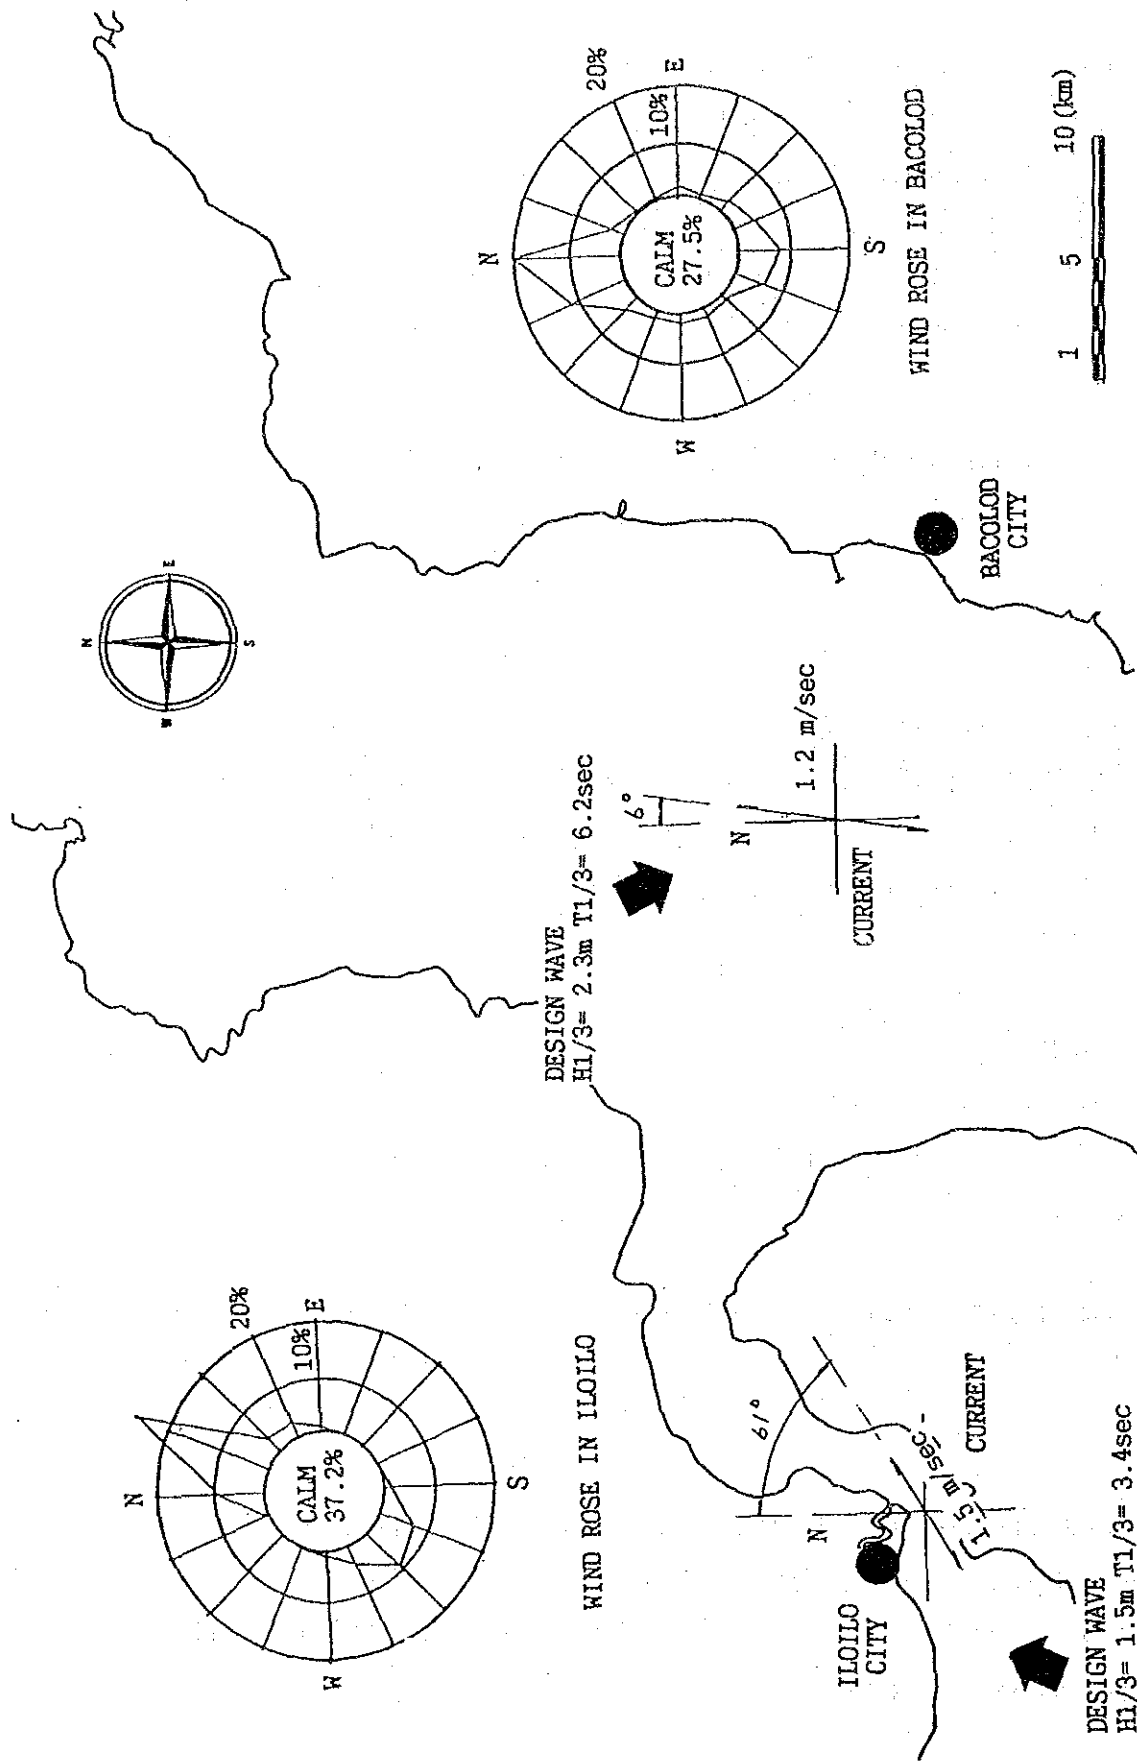 N
W
E
S
N
20%
10%
E
CALM
37.2%
W
S
WIND ROSE IN ILOILO
N
20%
10%
E
CALM
27.5%
W
S
WIND ROSE IN BACOLOD
DESIGN WAVE
H1/3= 2.3m T1/3= 6.2sec
6°
N
1.2 m/sec
CURRENT
BACOLOD
CITY
1 5 10 (km)
61°
N
1.5 m/sec
CURRENT
ILOILO
CITY
DESIGN WAVE
H1/3= 1.5m T1/3= 3.4sec